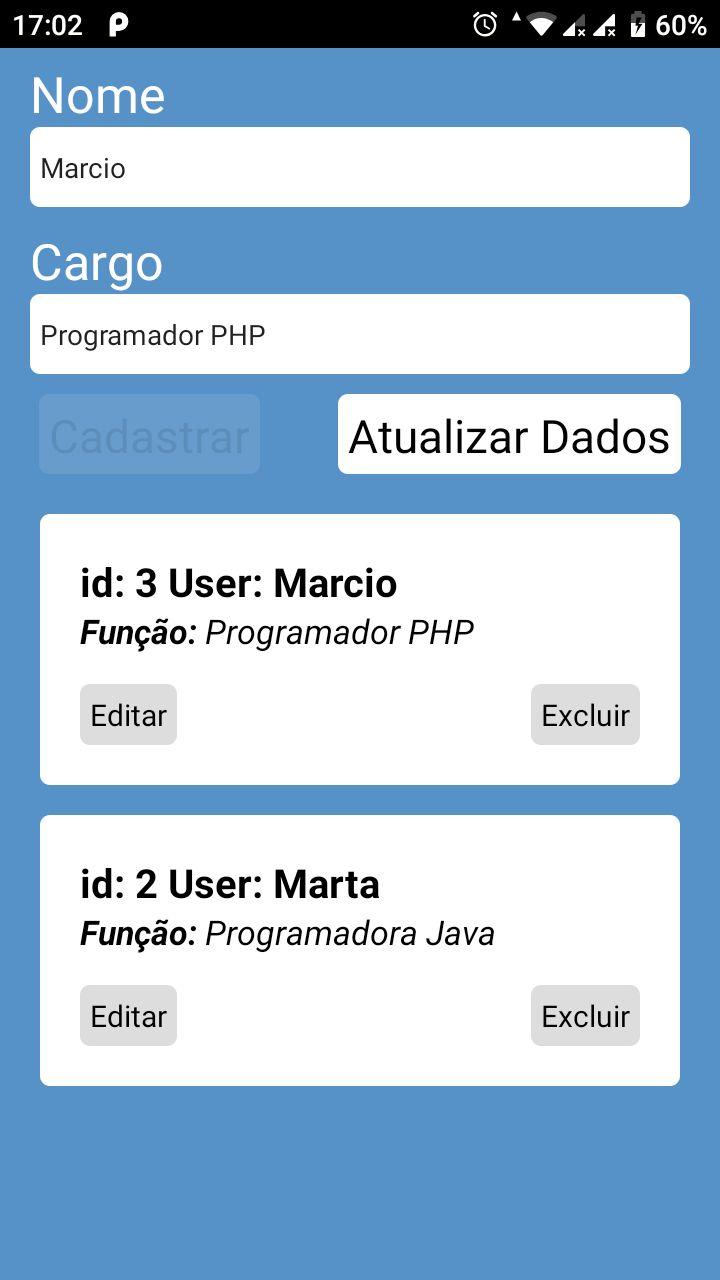 17:02 60%
Nome
Marcio
Cargo
Programador PHP
Cadastrar Atualizar Dados
id: 3 User: Marcio
Função: Programador PHP
Editar Excluir
id: 2 User: Marta
Função: Programadora Java
Editar Excluir